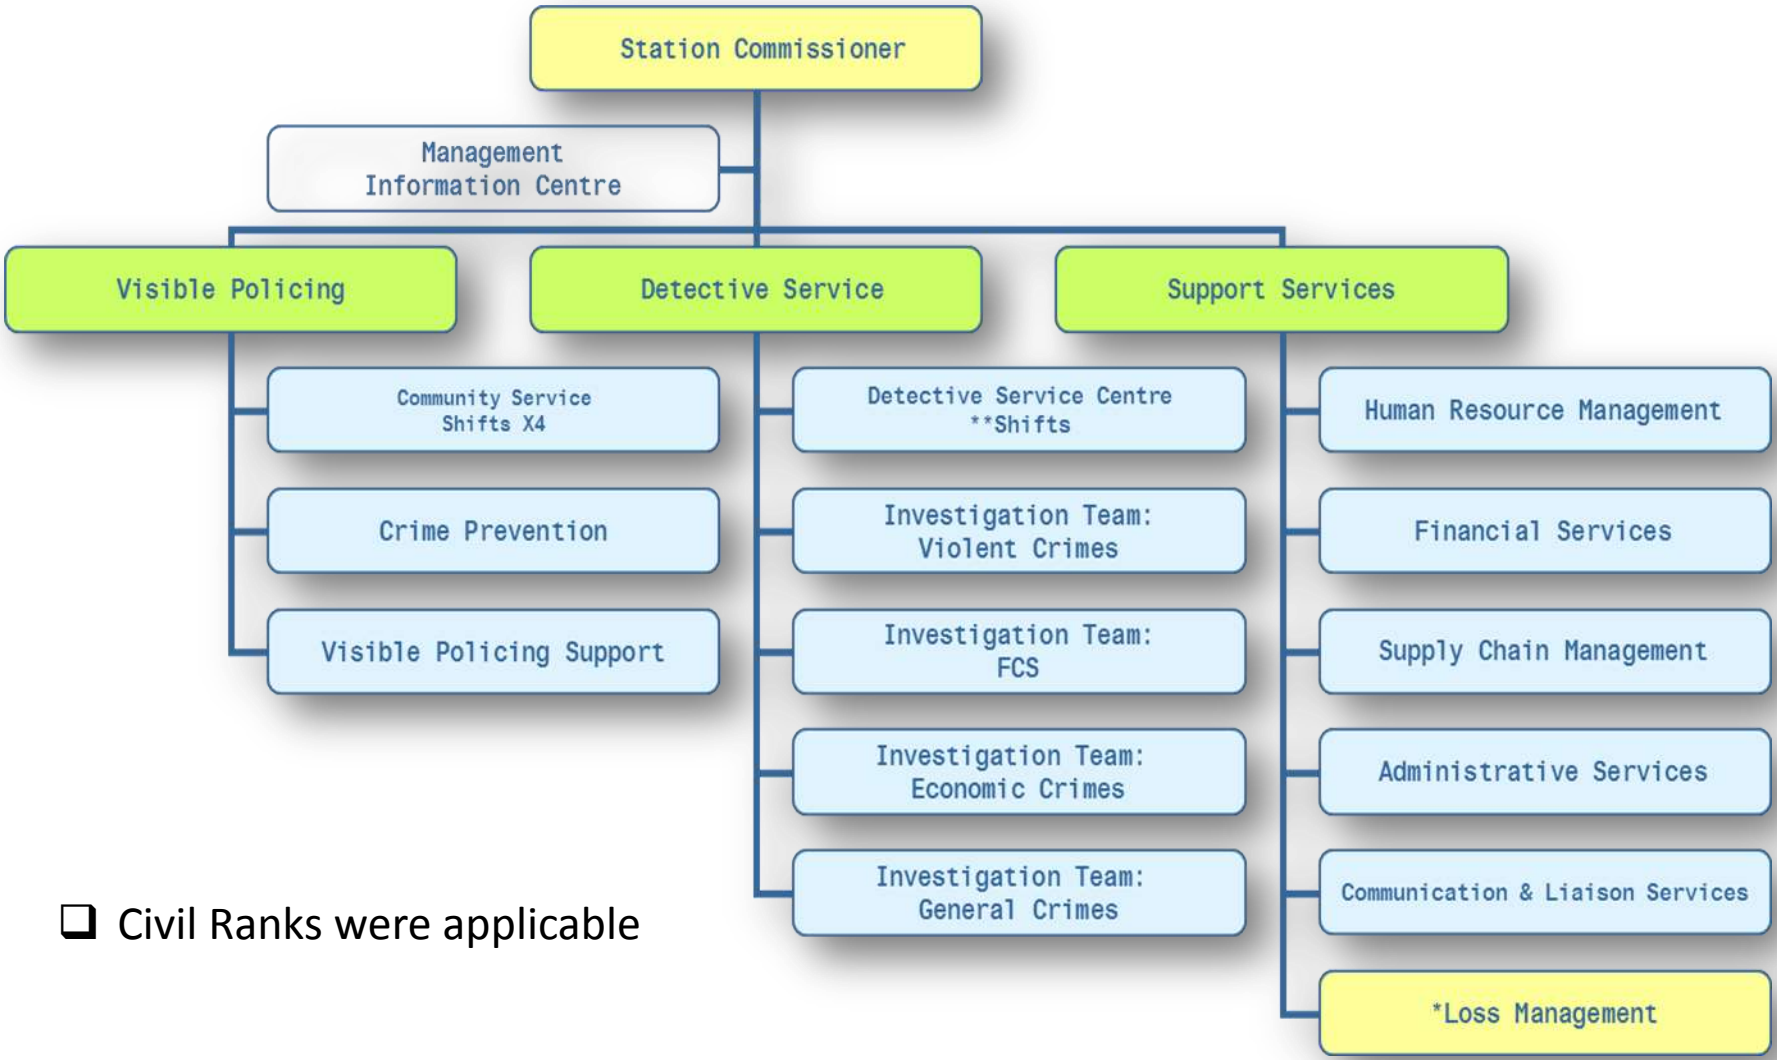 Station Commissioner
Management
Information Centre
Visible Policing
Detective Service
Support Services
Community Service
Shifts X4
Crime Prevention
Visible Policing Support
Detective Service Centre
**Shifts
Investigation Team:
Violent Crimes
Investigation Team:
FCS
Investigation Team:
Economic Crimes
Investigation Team:
General Crimes
Human Resource Management
Financial Services
Supply Chain Management
Administrative Services
Communication & Liaison Services
*Loss Management
❑ Civil Ranks were applicable